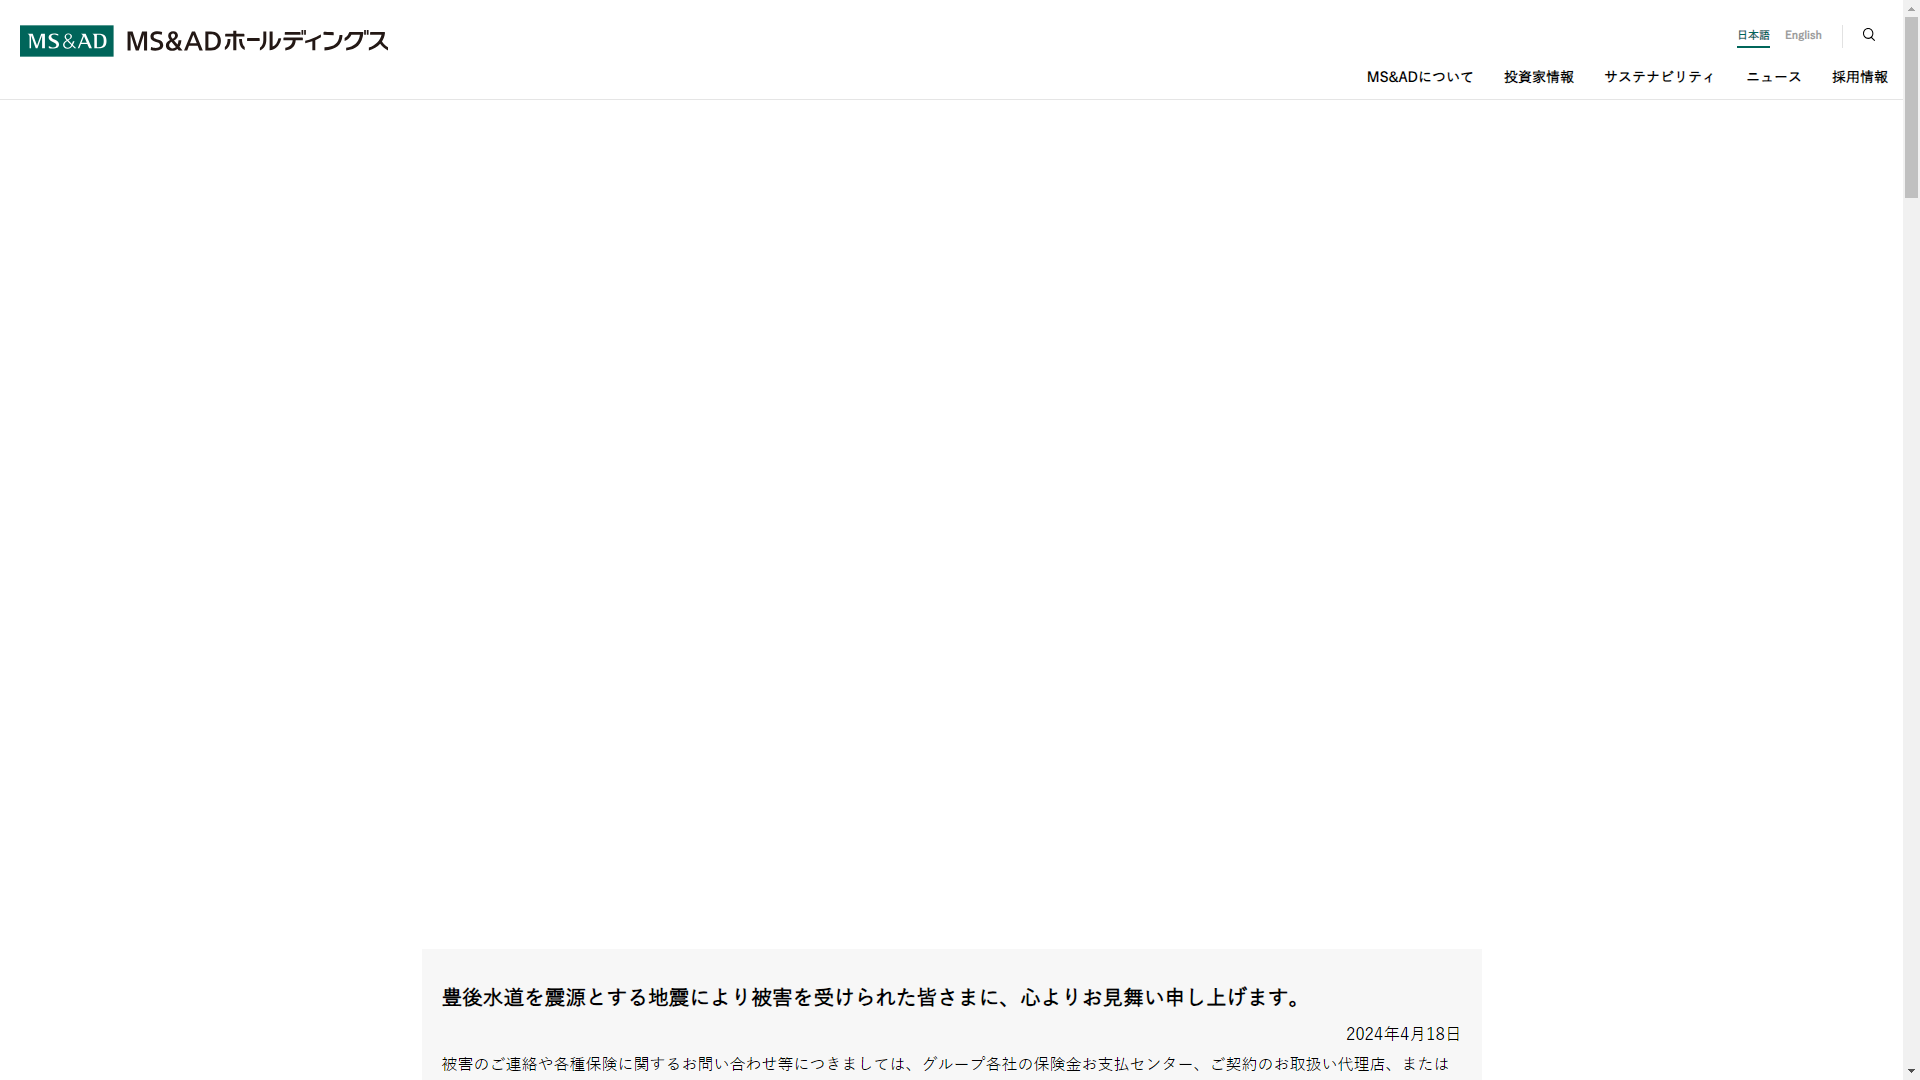 MS&AD MS&ADホールディングス
日本語 English
MS&ADについて 投資家情報 サステナビリティ ニュース 採用情報
豊後水道を震源とする地震により被害を受けられた皆さまに、心よりお見舞い申し上げます。
2024年4月18日
被害のご連絡や各種保険に関するお問い合わせ等につきましては、グループ各社の保険金お支払センター、ご契約のお取扱い代理店、または